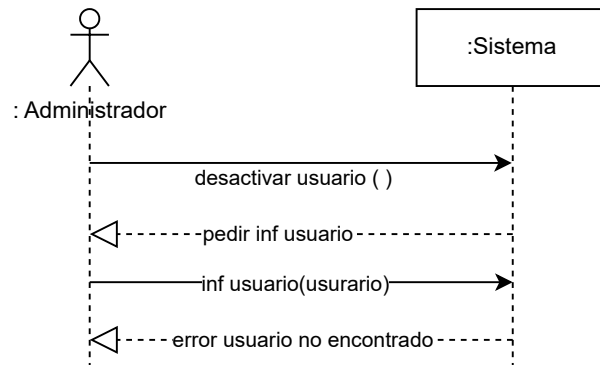 :Sistema
: Administrador
desactivar usuario ( )
pedir inf usuario
inf usuario(usurario)
error usuario no encontrado